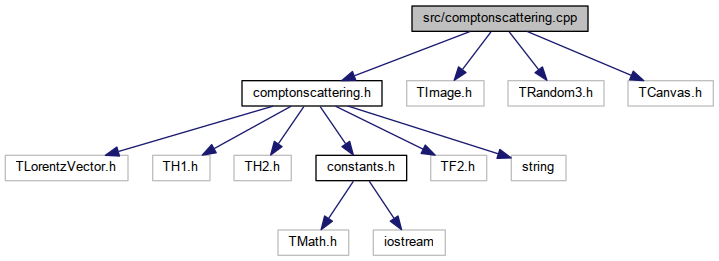 src/comptonscattering.cpp
comptonscattering.h
TImage.h
TRandom3.h
TCanvas.h
TLorentzVector.h
TH1.h
TH2.h
constants.h
TF2.h
string
TMath.h
iostream